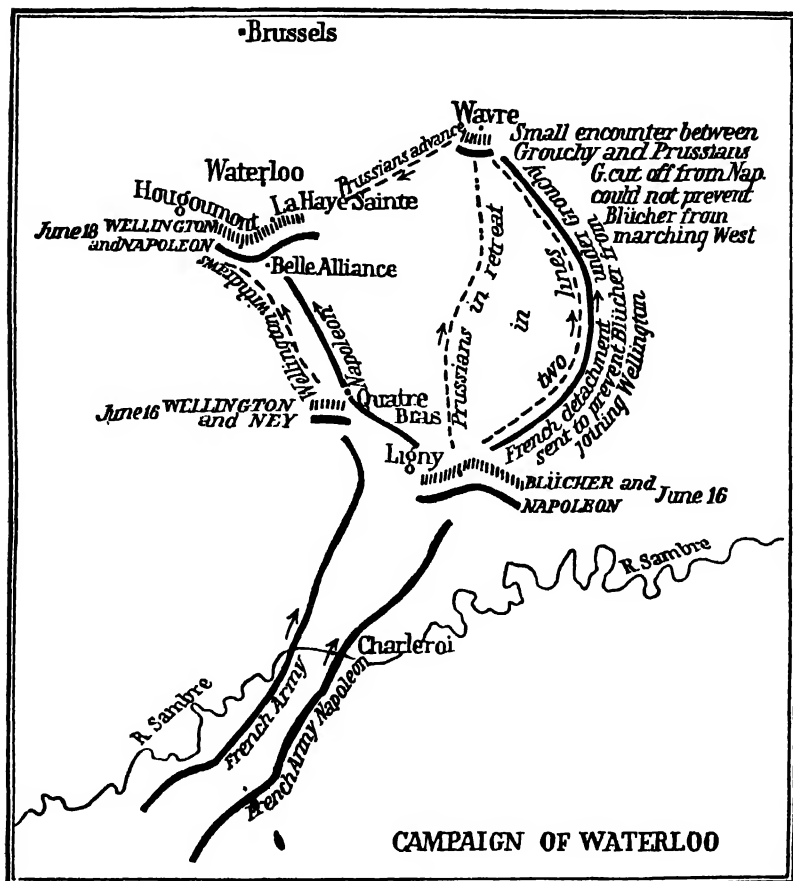 Brussels
Wavre
Small encounter between
Grouchy and Prussians
G. cut off from Nap.
could not prevent
Blücher from
marching West
Prussians advance
Waterloo
Hougoumont
La Haye Sainte
June 18 WELLINGTON
and NAPOLEON
Belle Alliance
Wellington withdraws
Napoleon
Prussians in retreat
in
two
lines
French detachment under Grouchy
sent to prevent Blücher from
joining Wellington
Quatre
Bras
June 16 WELLINGTON
and NEY
Ligny
BLÜCHER and
NAPOLEON
June 16
R. Sambre
Charleroi
R. Sambre
French Army
French Army Napoleon
CAMPAIGN OF WATERLOO